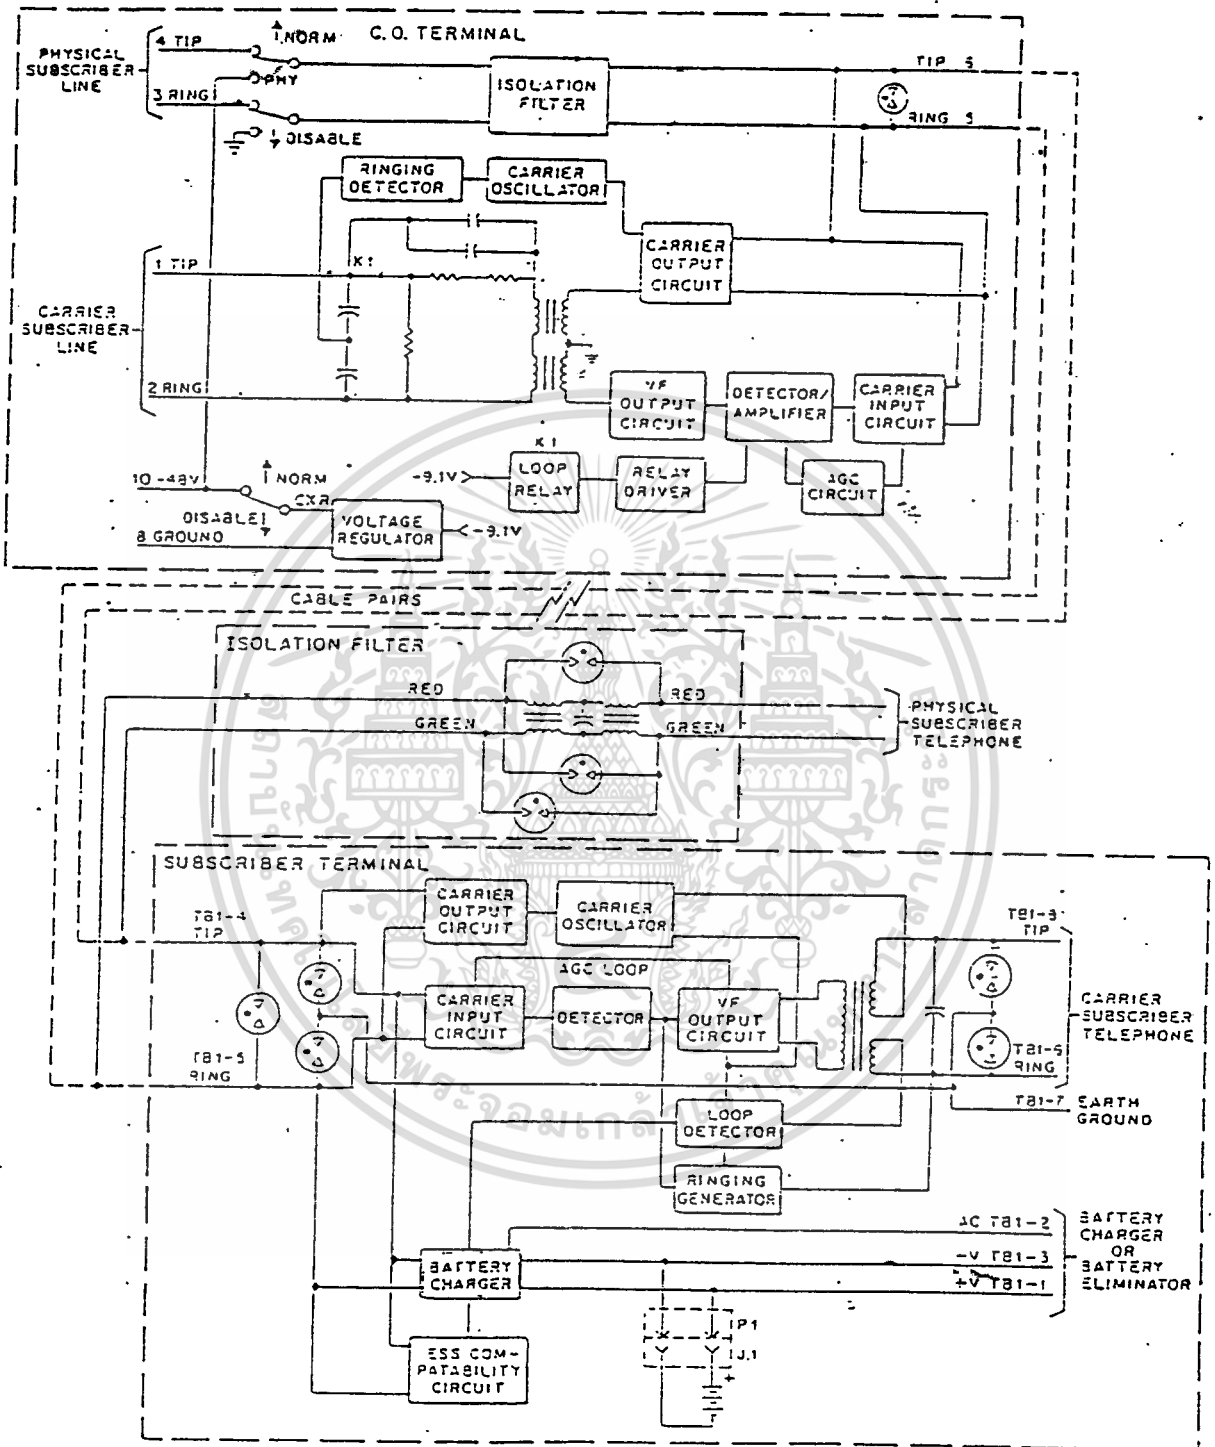 C.O. TERMINAL
NORM
4 TIP
PHYSICAL
SUBSCRIBER
LINE
PHY
3 RING
DISABLE
ISOLATION
FILTER
TIP 6
RING 5
RINGING
DETECTOR
CARRIER
OSCILLATOR
CARRIER
OUTPUT
CIRCUIT
1 TIP
K1
CARRIER
SUBSCRIBER
LINE
2 RING
VF
OUTPUT
CIRCUIT
DETECTOR/
AMPLIFIER
CARRIER
INPUT
CIRCUIT
K1
LOOP
RELAY
RELAY
DRIVER
AGC
CIRCUIT
-9.1V
10 -48V
NORM
CXR
DISABLE
VOLTAGE
REGULATOR
-9.1V
8 GROUND
CABLE PAIRS
ISOLATION FILTER
RED
RED
GREEN
GREEN
PHYSICAL
SUBSCRIBER
TELEPHONE
SUBSCRIBER TERMINAL
CARRIER
OUTPUT
CIRCUIT
CARRIER
OSCILLATOR
TB1-4
TIP
AGC LOOP
CARRIER
INPUT
CIRCUIT
DETECTOR
VF
OUTPUT
CIRCUIT
TIP
CARRIER
SUBSCRIBER
TELEPHONE
TB1-5
RING
TB1-6
RING
TB1-7 EARTH
GROUND
LOOP
DETECTOR
RINGING
GENERATOR
AC TB1-2
-V TB1-3
+V TB1-1
BATTERY
CHARGER
OR
BATTERY
ELIMINATOR
BATTERY
CHARGER
P1
J1
+
ESS COM-
PATABILITY
CIRCUIT